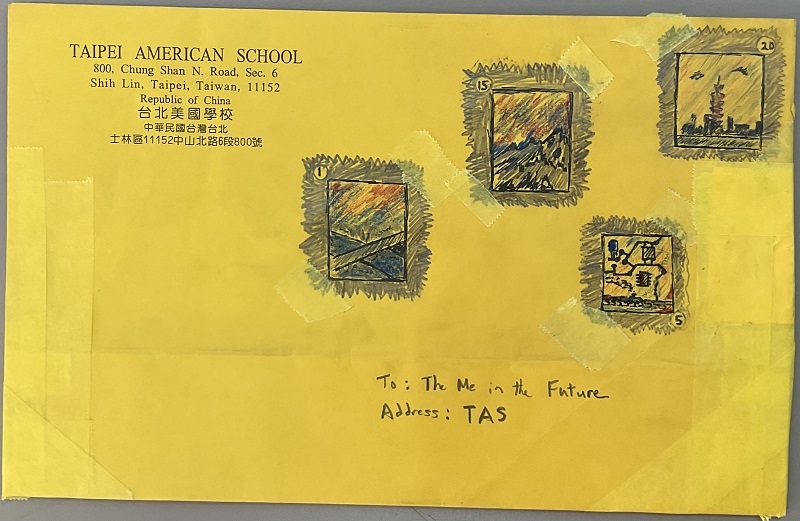 TAIPEI AMERICAN SCHOOL
800, Chung Shan N. Road, Sec. 6
Shih Lin, Taipei, Taiwan, 11152
Republic of China
台北美國學校
中華民國台灣台北
士林區11152中山北路6段800號
1
15
20
5
To: The Me in the Future
Address: TAS